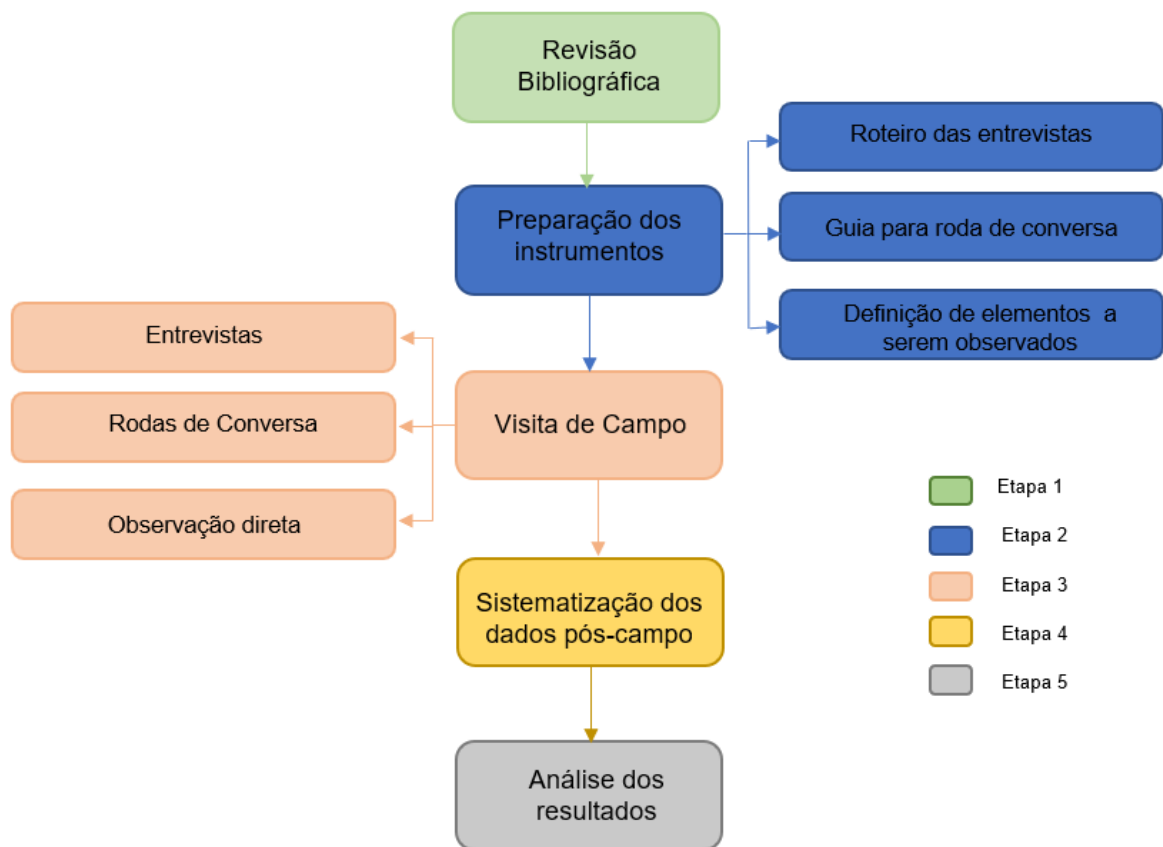 Revisão
Bibliográfica
Roteiro das entrevistas
Preparação dos
instrumentos
Guia para roda de conversa
Definição de elementos a
serem observados
Entrevistas
Rodas de Conversa
Visita de Campo
Observação direta
Etapa 1
Etapa 2
Etapa 3
Etapa 4
Etapa 5
Sistematização dos
dados pós-campo
Análise dos
resultados